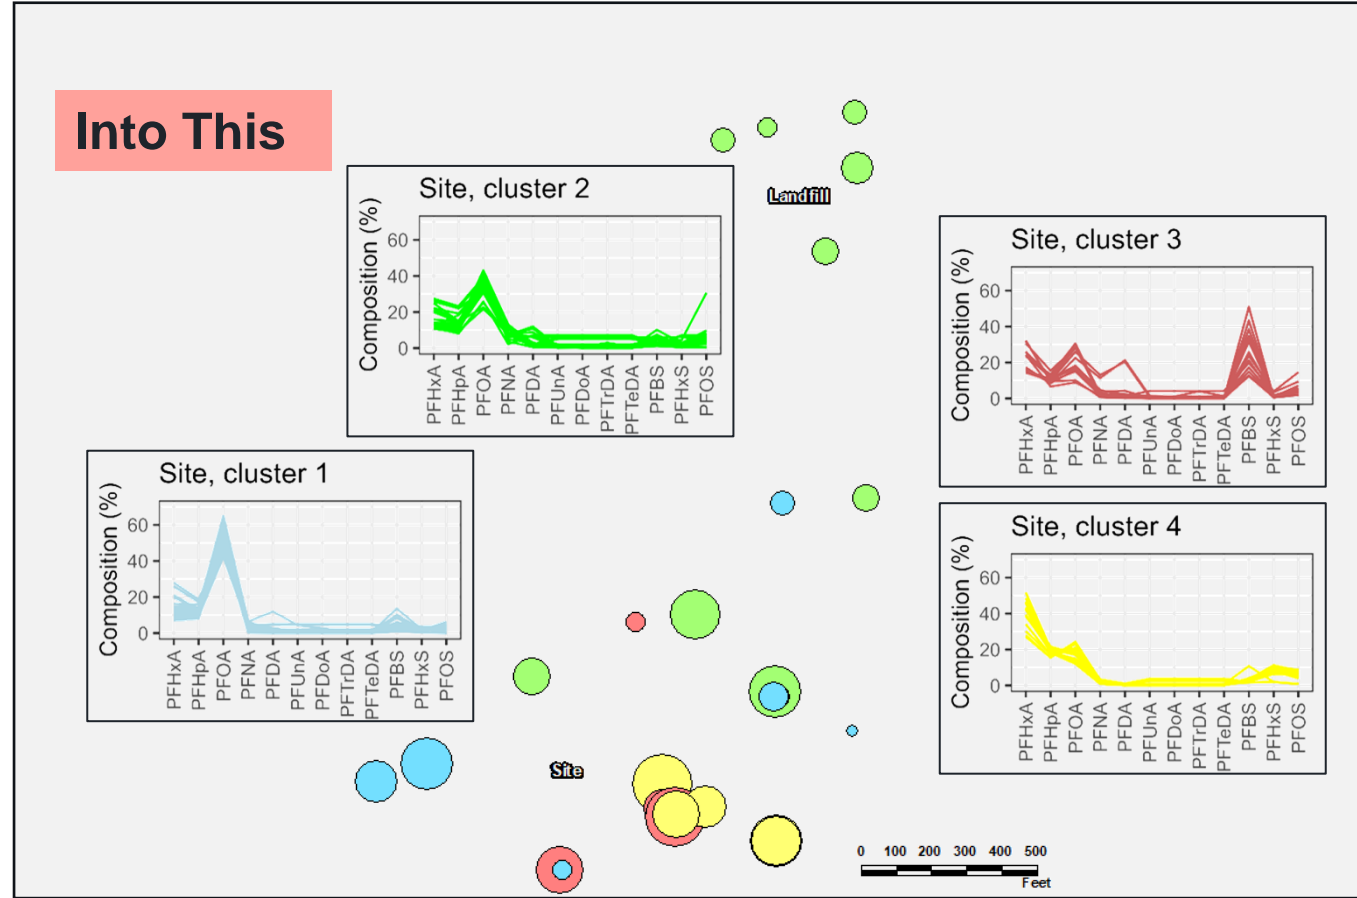 Into This
Landfill
Site, cluster 2
Composition (%)
60
40
20
0
PFHxA
PFHpA
PFOA
PFNA
PFDA
PFUnA
PFDoA
PFTrDA
PFTeDA
PFBS
PFHxS
PFOS
Site, cluster 3
Composition (%)
60
40
20
0
PFHxA
PFHpA
PFOA
PFNA
PFDA
PFUnA
PFDoA
PFTrDA
PFTeDA
PFBS
PFHxS
PFOS
Site, cluster 1
Composition (%)
60
40
20
0
PFHxA
PFHpA
PFOA
PFNA
PFDA
PFUnA
PFDoA
PFTrDA
PFTeDA
PFBS
PFHxS
PFOS
Site, cluster 4
Composition (%)
60
40
20
0
PFHxA
PFHpA
PFOA
PFNA
PFDA
PFUnA
PFDoA
PFTrDA
PFTeDA
PFBS
PFHxS
PFOS
Site
0 100 200 300 400 500
Feet